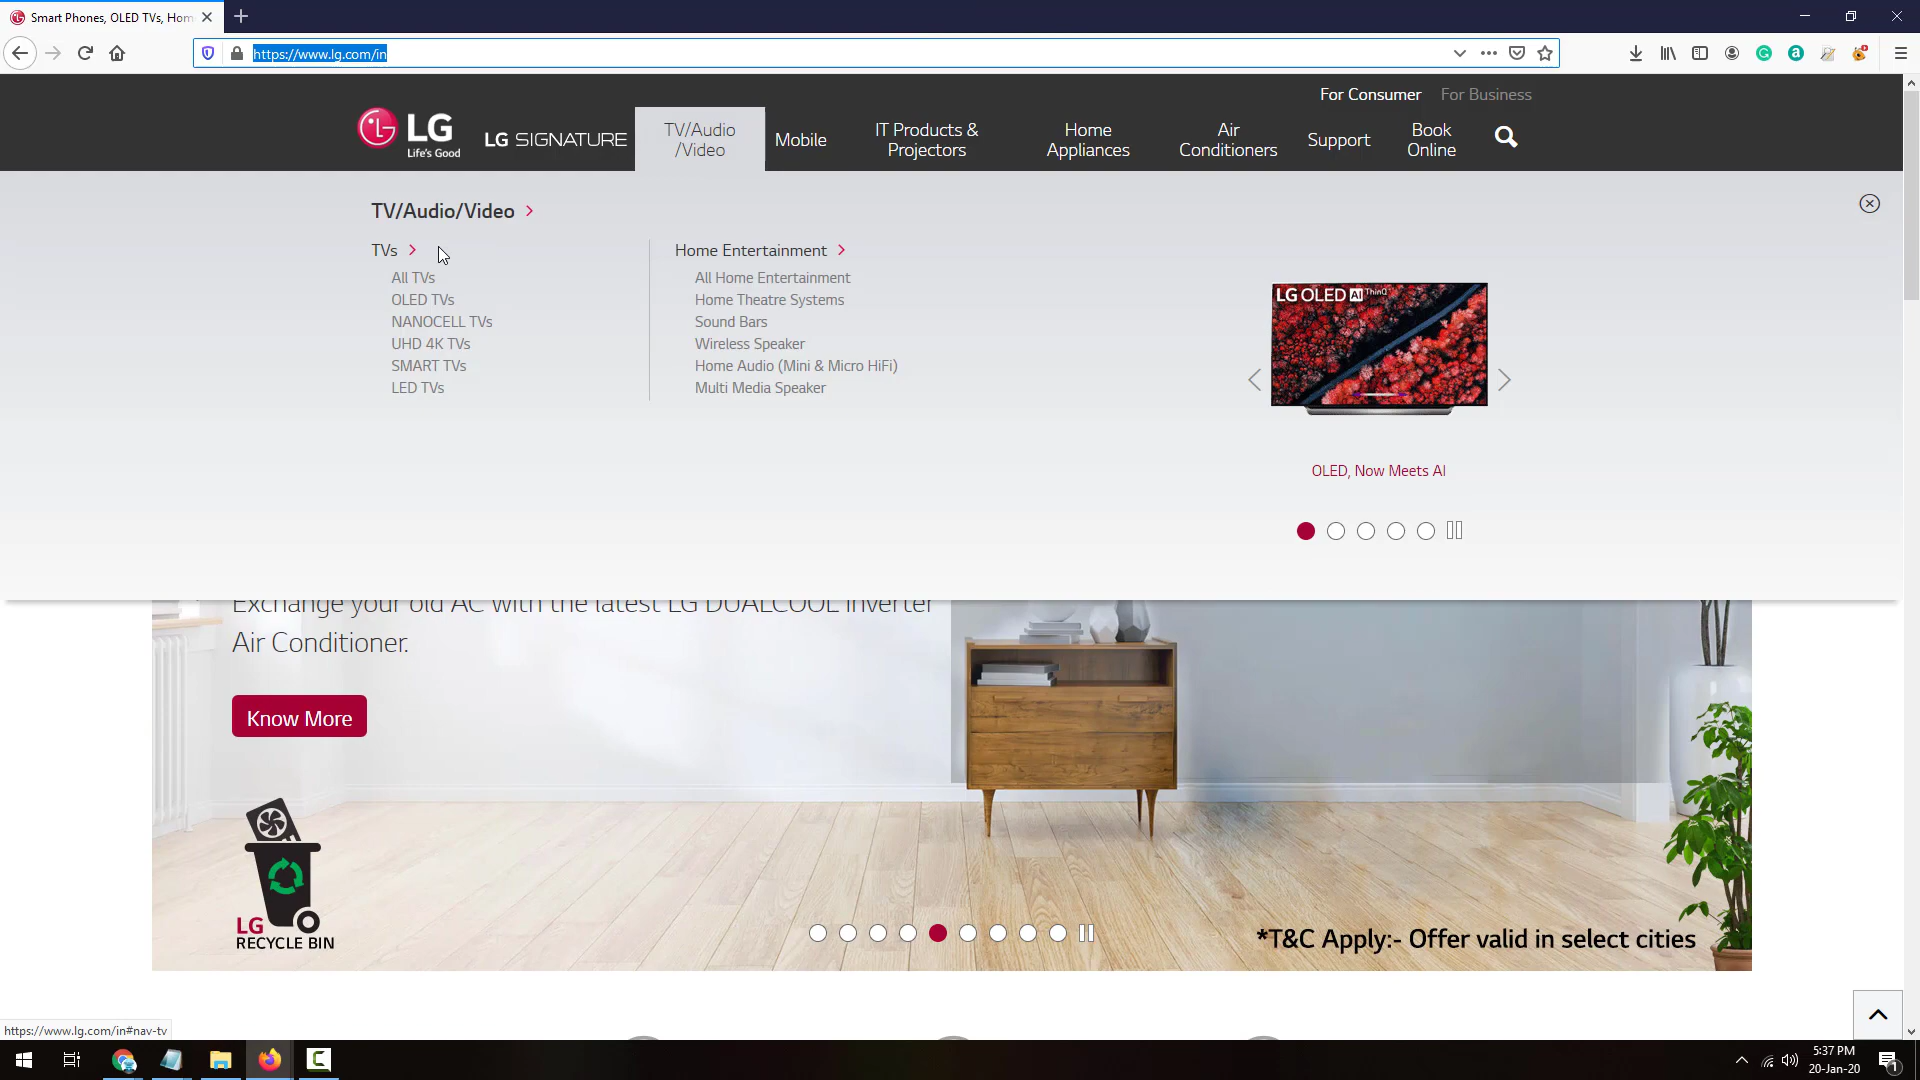 Smart Phones, OLED TVs, Hom
https://www.lg.com/in
For Consumer For Business
LG
Life's Good
LG SIGNATURE
TV/Audio
/Video
Mobile
IT Products &
Projectors
Home
Appliances
Air
Conditioners
Support
Book
Online
TV/Audio/Video
TVs
All TVs
OLED TVs
NANOCELL TVs
UHD 4K TVs
SMART TVs
LED TVs
Home Entertainment
All Home Entertainment
Home Theatre Systems
Sound Bars
Wireless Speaker
Home Audio (Mini & Micro HiFi)
Multi Media Speaker
LG OLED AI ThinQ
OLED, Now Meets AI
Exchange your old AC with the latest LG DUALCOOL Inverter
Air Conditioner.
Know More
LG
RECYCLE BIN
*T&C Apply:- Offer valid in select cities
https://www.lg.com/in#nav-tv
5:37 PM
20-Jan-20
1